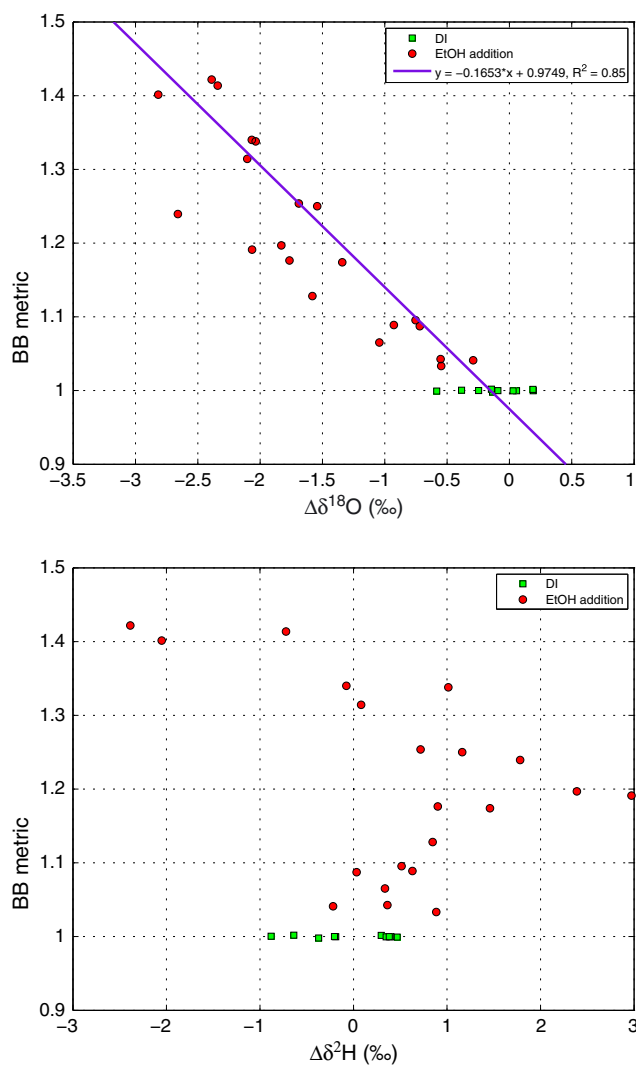 1.5
DI
EtOH addition
y = −0.1653*x + 0.9749, R² = 0.85
1.4
1.3
1.2
1.1
1
0.9
BB metric
−3.5 −3 −2.5 −2 −1.5 −1 −0.5 0 0.5 1
Δδ¹⁸O (‰)
1.5
DI
EtOH addition
1.4
1.3
1.2
1.1
1
0.9
BB metric
−3 −2 −1 0 1 2 3
Δδ²H (‰)